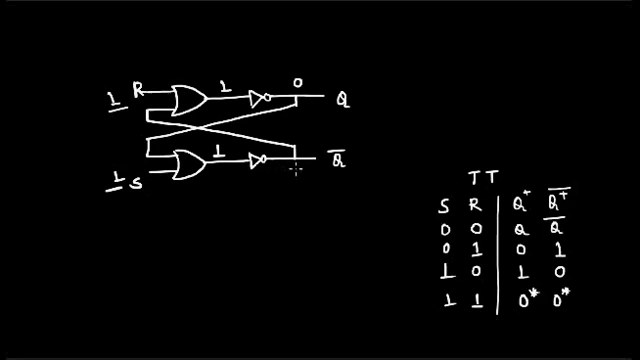 1 R 1 0 Q
1 S 1 Q̅
T T
S R Q⁺ Q̅⁺
0 0 Q Q̅
0 1 0 1
1 0 1 0
1 1 0* 0*